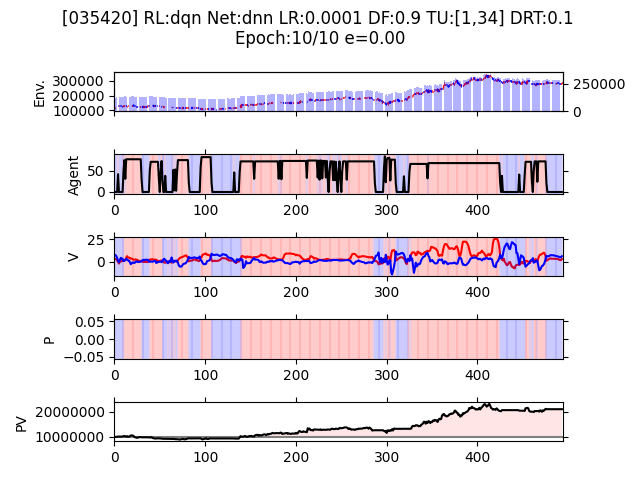 [035420] RL:dqn Net:dnn LR:0.0001 DF:0.9 TU:[1,34] DRT:0.1
Epoch:10/10 e=0.00
Env.
300000
200000
100000
250000
0
Agent
50
0
0 100 200 300 400
V
25
0
0 100 200 300 400
P
0.05
0.00
−0.05
0 100 200 300 400
PV
20000000
10000000
0 100 200 300 400